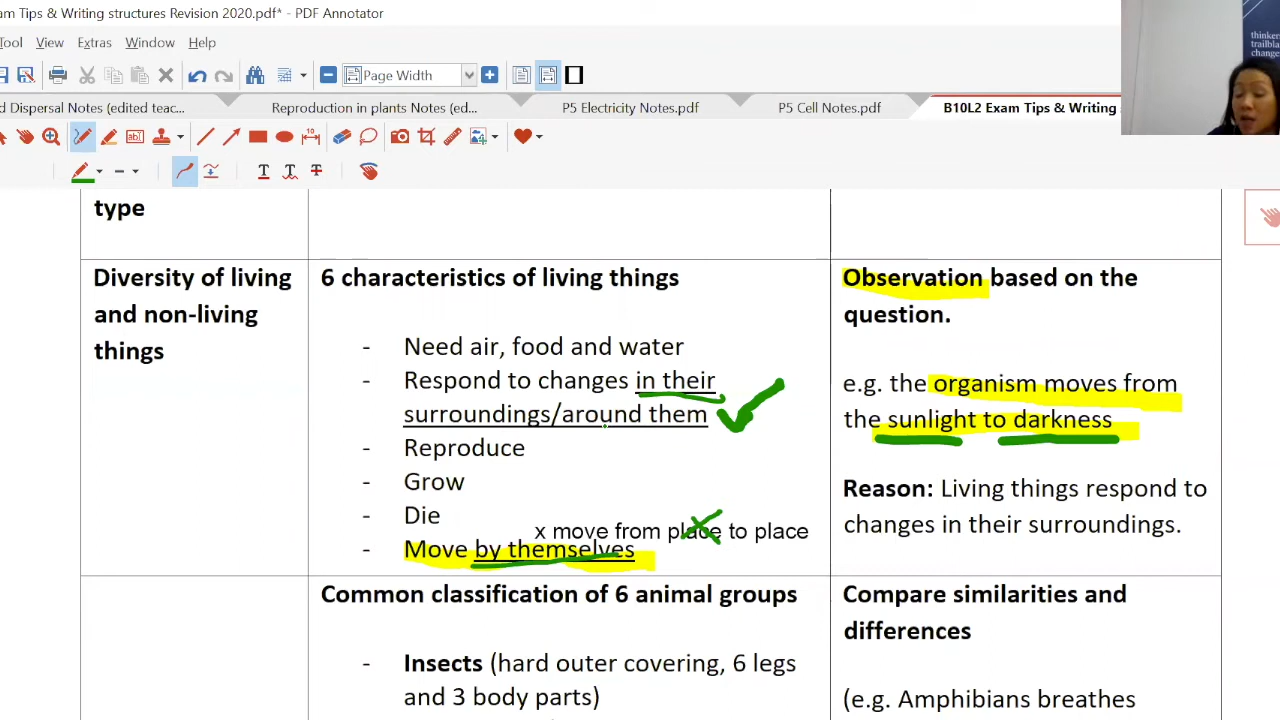 am Tips & Writing structures Revision 2020.pdf* - PDF Annotator
Tool View Extras Window Help
Page Width
d Dispersal Notes (edited teac... Reproduction in plants Notes (ed... P5 Electricity Notes.pdf P5 Cell Notes.pdf B10L2 Exam Tips & Writing
type
Diversity of living
and non-living
things
6 characteristics of living things
- Need air, food and water
- Respond to changes in their
surroundings/around them
- Reproduce
- Grow
- Die
x move from place to place
- Move by themselves
Observation based on the
question.
e.g. the organism moves from
the sunlight to darkness
Reason: Living things respond to
changes in their surroundings.
Common classification of 6 animal groups
- Insects (hard outer covering, 6 legs
and 3 body parts)
Compare similarities and
differences
(e.g. Amphibians breathes
thinker
trailbla
change